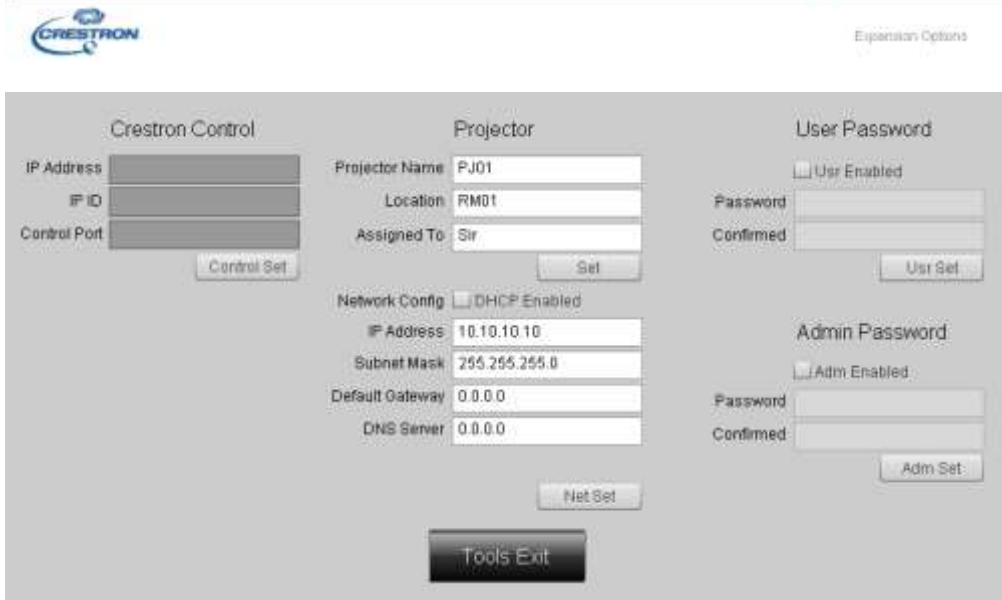 CRESTRON
Expansion Options
Crestron Control
IP Address
IP ID
Control Port
Control Set
Projector
Projector Name PJ01
Location RM01
Assigned To Sir
Set
Network Config DHCP Enabled
IP Address 10.10.10.10
Subnet Mask 255.255.255.0
Default Gateway 0.0.0.0
DNS Server 0.0.0.0
Net Set
User Password
Usr Enabled
Password
Confirmed
Usr Set
Admin Password
Adm Enabled
Password
Confirmed
Adm Set
Tools Exit